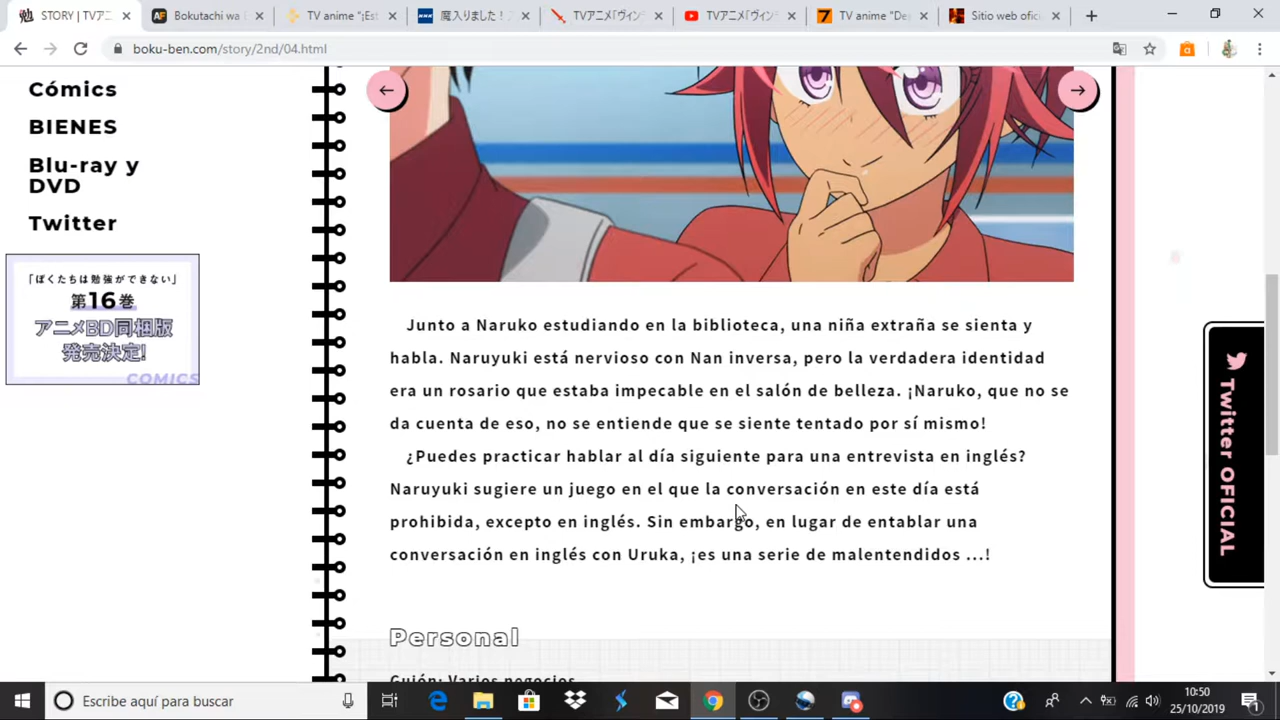 STORY | TVア
Bokutachi wa
TV anime "¡Est
魔入りました!
TVアニメ「ヴィン
TVアニメ「ヴィン
TV anime "De
Sitio web ofic
boku-ben.com/story/2nd/04.html
Cómics
BIENES
Blu-ray y
DVD
Twitter
「ぼくたちは勉強ができない」
第16巻
アニメBD同梱版
発売決定!
COMICS
Junto a Naruko estudiando en la biblioteca, una niña extraña se sienta y
habla. Naruyuki está nervioso con Nan inversa, pero la verdadera identidad
era un rosario que estaba impecable en el salón de belleza. ¡Naruko, que no se
da cuenta de eso, no se entiende que se siente tentado por sí mismo!
¿Puedes practicar hablar al día siguiente para una entrevista en inglés?
Naruyuki sugiere un juego en el que la conversación en este día está
prohibida, excepto en inglés. Sin embargo, en lugar de entablar una
conversación en inglés con Uruka, ¡es una serie de malentendidos ...!
Personal
Guión: Varios negocios
Twitter OFICIAL
Escribe aquí para buscar
10:50
25/10/2019